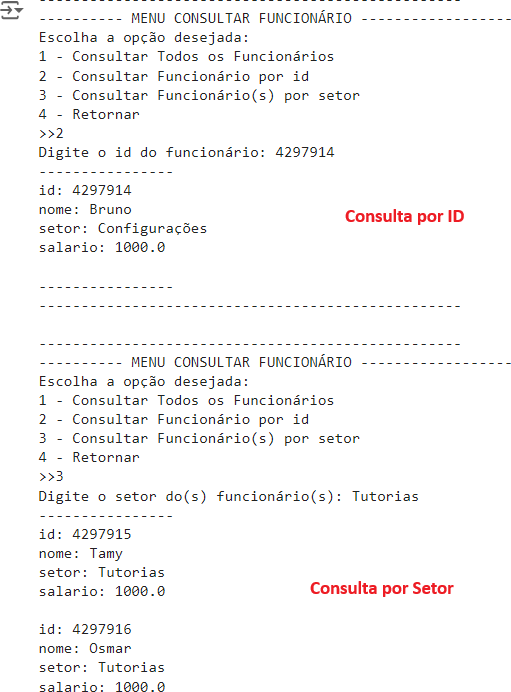 --------------------------------------------------
---------- MENU CONSULTAR FUNCIONÁRIO ------------------
Escolha a opção desejada:
1 - Consultar Todos os Funcionários
2 - Consultar Funcionário por id
3 - Consultar Funcionário(s) por setor
4 - Retornar
>>2
Digite o id do funcionário: 4297914
----------------
id: 4297914
nome: Bruno
Consulta por ID
setor: Configurações
salario: 1000.0
----------------
--------------------------------------------------
--------------------------------------------------
---------- MENU CONSULTAR FUNCIONÁRIO ------------------
Escolha a opção desejada:
1 - Consultar Todos os Funcionários
2 - Consultar Funcionário por id
3 - Consultar Funcionário(s) por setor
4 - Retornar
>>3
Digite o setor do(s) funcionário(s): Tutorias
----------------
id: 4297915
nome: Tamy
setor: Tutorias
salario: 1000.0
Consulta por Setor
id: 4297916
nome: Osmar
setor: Tutorias
salario: 1000.0